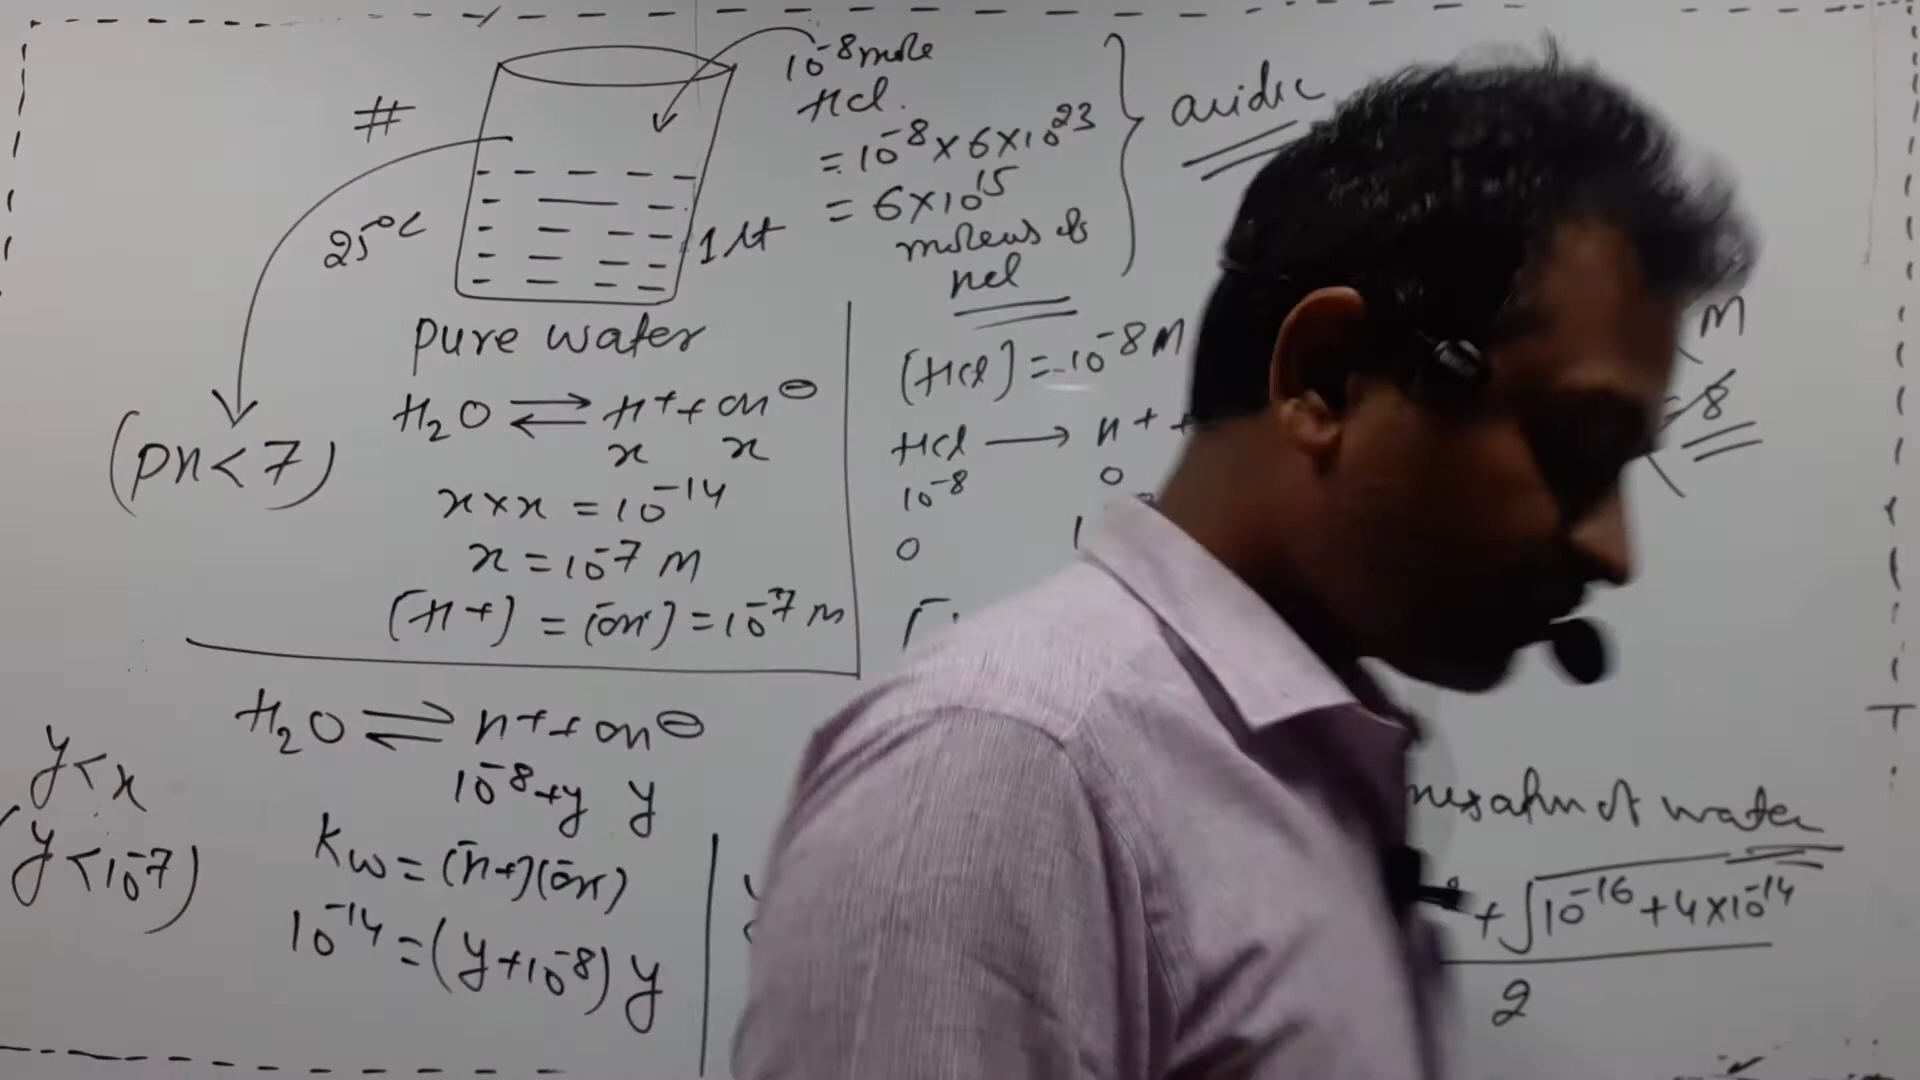 #
10⁻⁸ mole
HCl.
= 10⁻⁸ × 6 × 10²³
= 6 × 10¹⁵
HCl
acidic
25°C
1 lt
pure water
(pH < 7)
H₂O ⇌ H⁺ + OH⊖
x x
x × x = 10⁻¹⁴
x = 10⁻⁷ M
[H+] = [OH⁻] = 10⁻⁷ M
[HCl] = 10⁻⁸ M
HCl → H⁺ +
10⁻⁸ 0
0 1
M
= 8
H₂O ⇌ H⁺ + OH⊖
10⁻⁸+y y
y < x
y < 10⁻⁷)
Kw = [H+][OH⁻]
10⁻¹⁴ = (y + 10⁻⁸) y
of water
+ √10⁻¹⁶ + 4 × 10⁻¹⁴
2